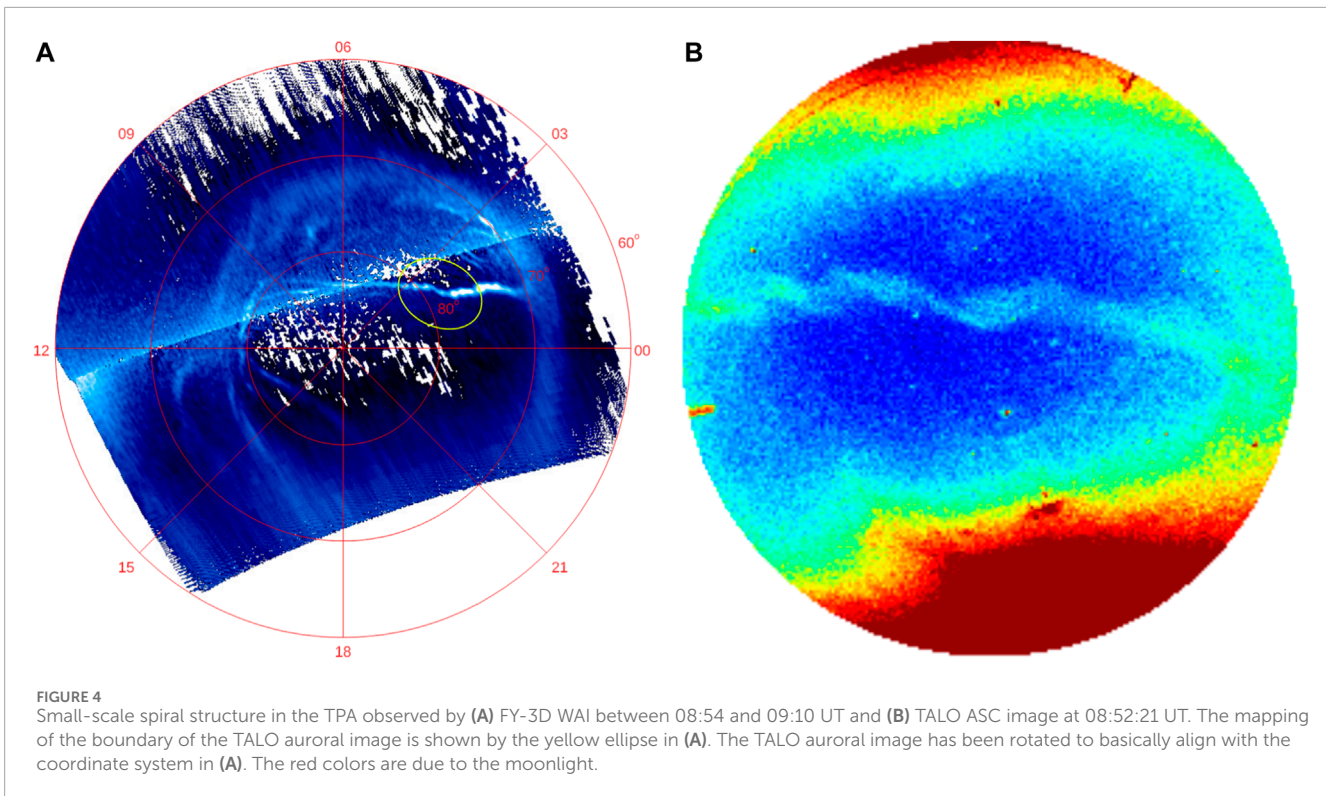 A
B
06
09
03
60°
70°
80°
12
00
15
21
18
FIGURE 4
Small-scale spiral structure in the TPA observed by (A) FY-3D WAI between 08:54 and 09:10 UT and (B) TALO ASC image at 08:52:21 UT. The mapping
of the boundary of the TALO auroral image is shown by the yellow ellipse in (A). The TALO auroral image has been rotated to basically align with the
coordinate system in (A). The red colors are due to the moonlight.